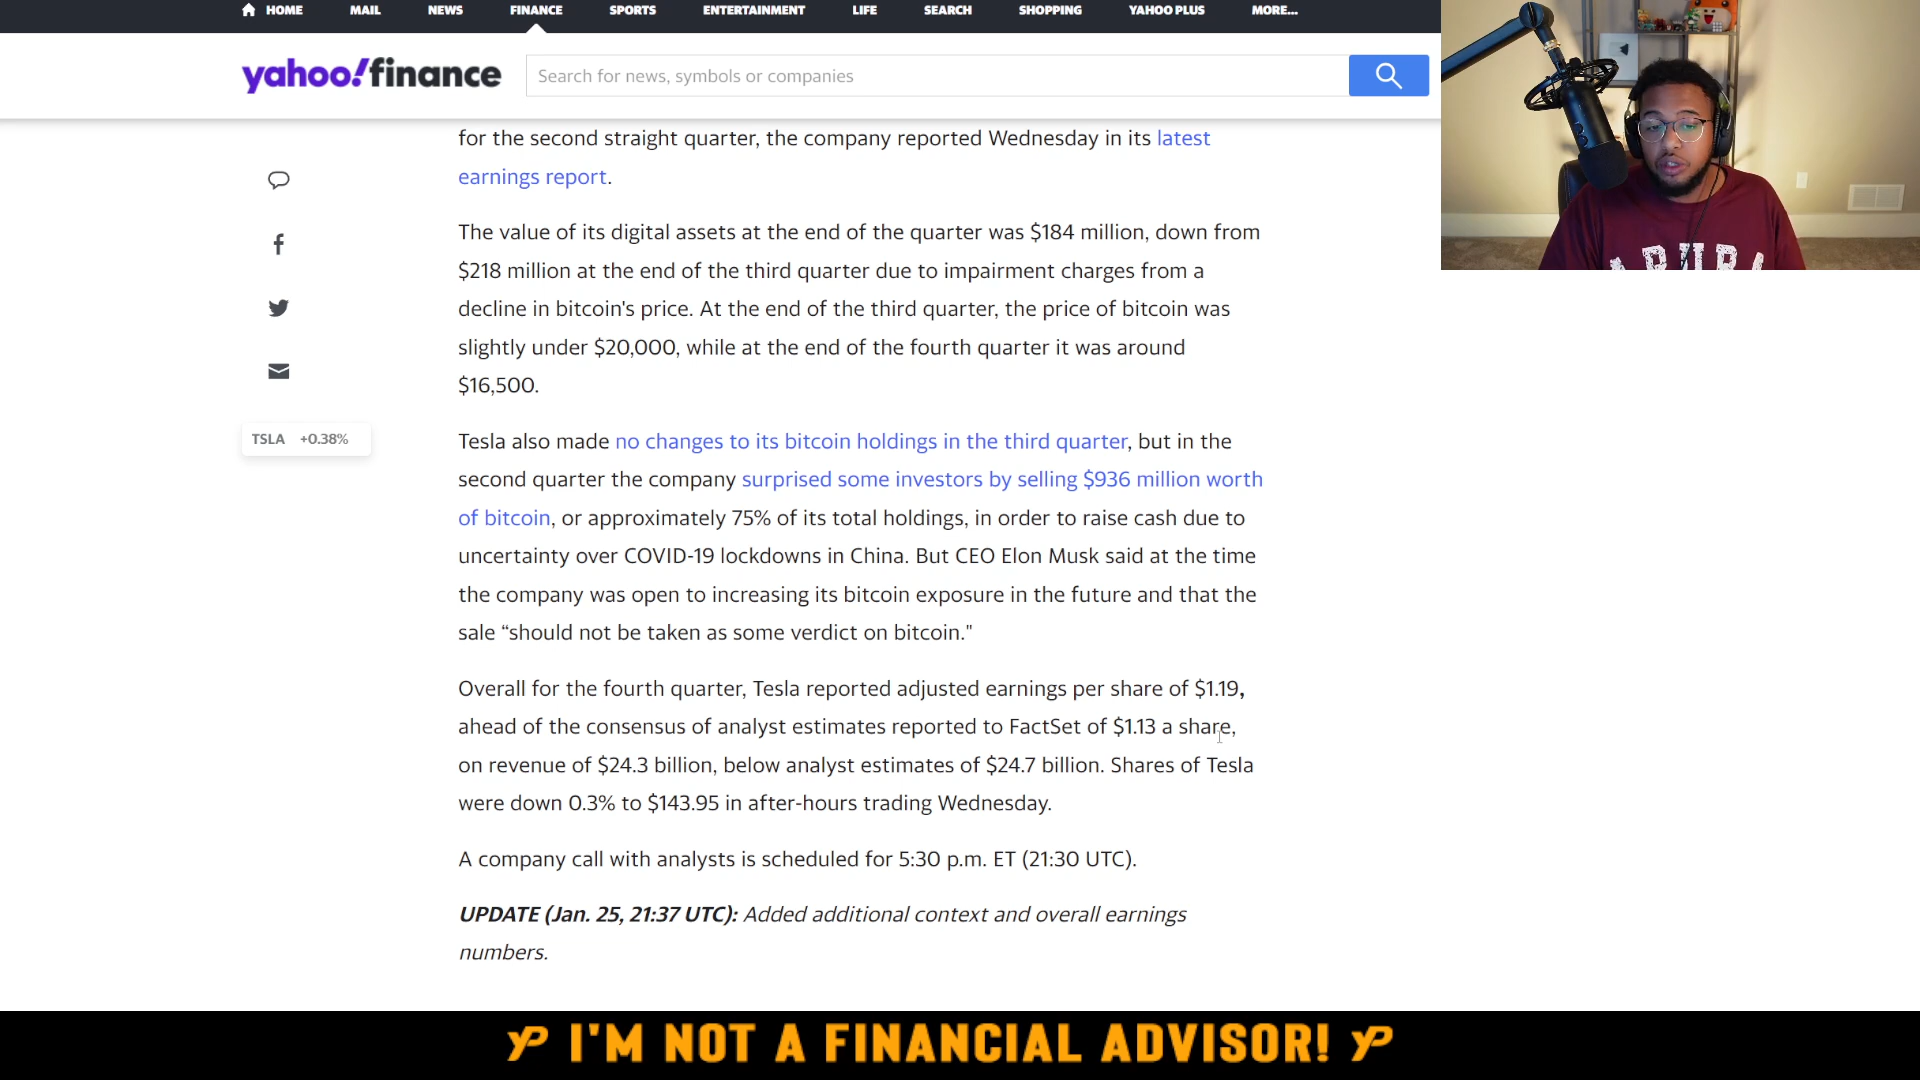 HOME MAIL NEWS FINANCE SPORTS ENTERTAINMENT LIFE SEARCH SHOPPING YAHOO PLUS MORE...
yahoo!finance
Search for news, symbols or companies
for the second straight quarter, the company reported Wednesday in its latest
earnings report.
The value of its digital assets at the end of the quarter was $184 million, down from
$218 million at the end of the third quarter due to impairment charges from a
decline in bitcoin's price. At the end of the third quarter, the price of bitcoin was
slightly under $20,000, while at the end of the fourth quarter it was around
$16,500.
TSLA +0.38%
Tesla also made no changes to its bitcoin holdings in the third quarter, but in the
second quarter the company surprised some investors by selling $936 million worth
of bitcoin, or approximately 75% of its total holdings, in order to raise cash due to
uncertainty over COVID-19 lockdowns in China. But CEO Elon Musk said at the time
the company was open to increasing its bitcoin exposure in the future and that the
sale “should not be taken as some verdict on bitcoin."
Overall for the fourth quarter, Tesla reported adjusted earnings per share of $1.19,
ahead of the consensus of analyst estimates reported to FactSet of $1.13 a share,
on revenue of $24.3 billion, below analyst estimates of $24.7 billion. Shares of Tesla
were down 0.3% to $143.95 in after-hours trading Wednesday.
A company call with analysts is scheduled for 5:30 p.m. ET (21:30 UTC).
UPDATE (Jan. 25, 21:37 UTC): Added additional context and overall earnings
numbers.
YP I'M NOT A FINANCIAL ADVISOR! YP